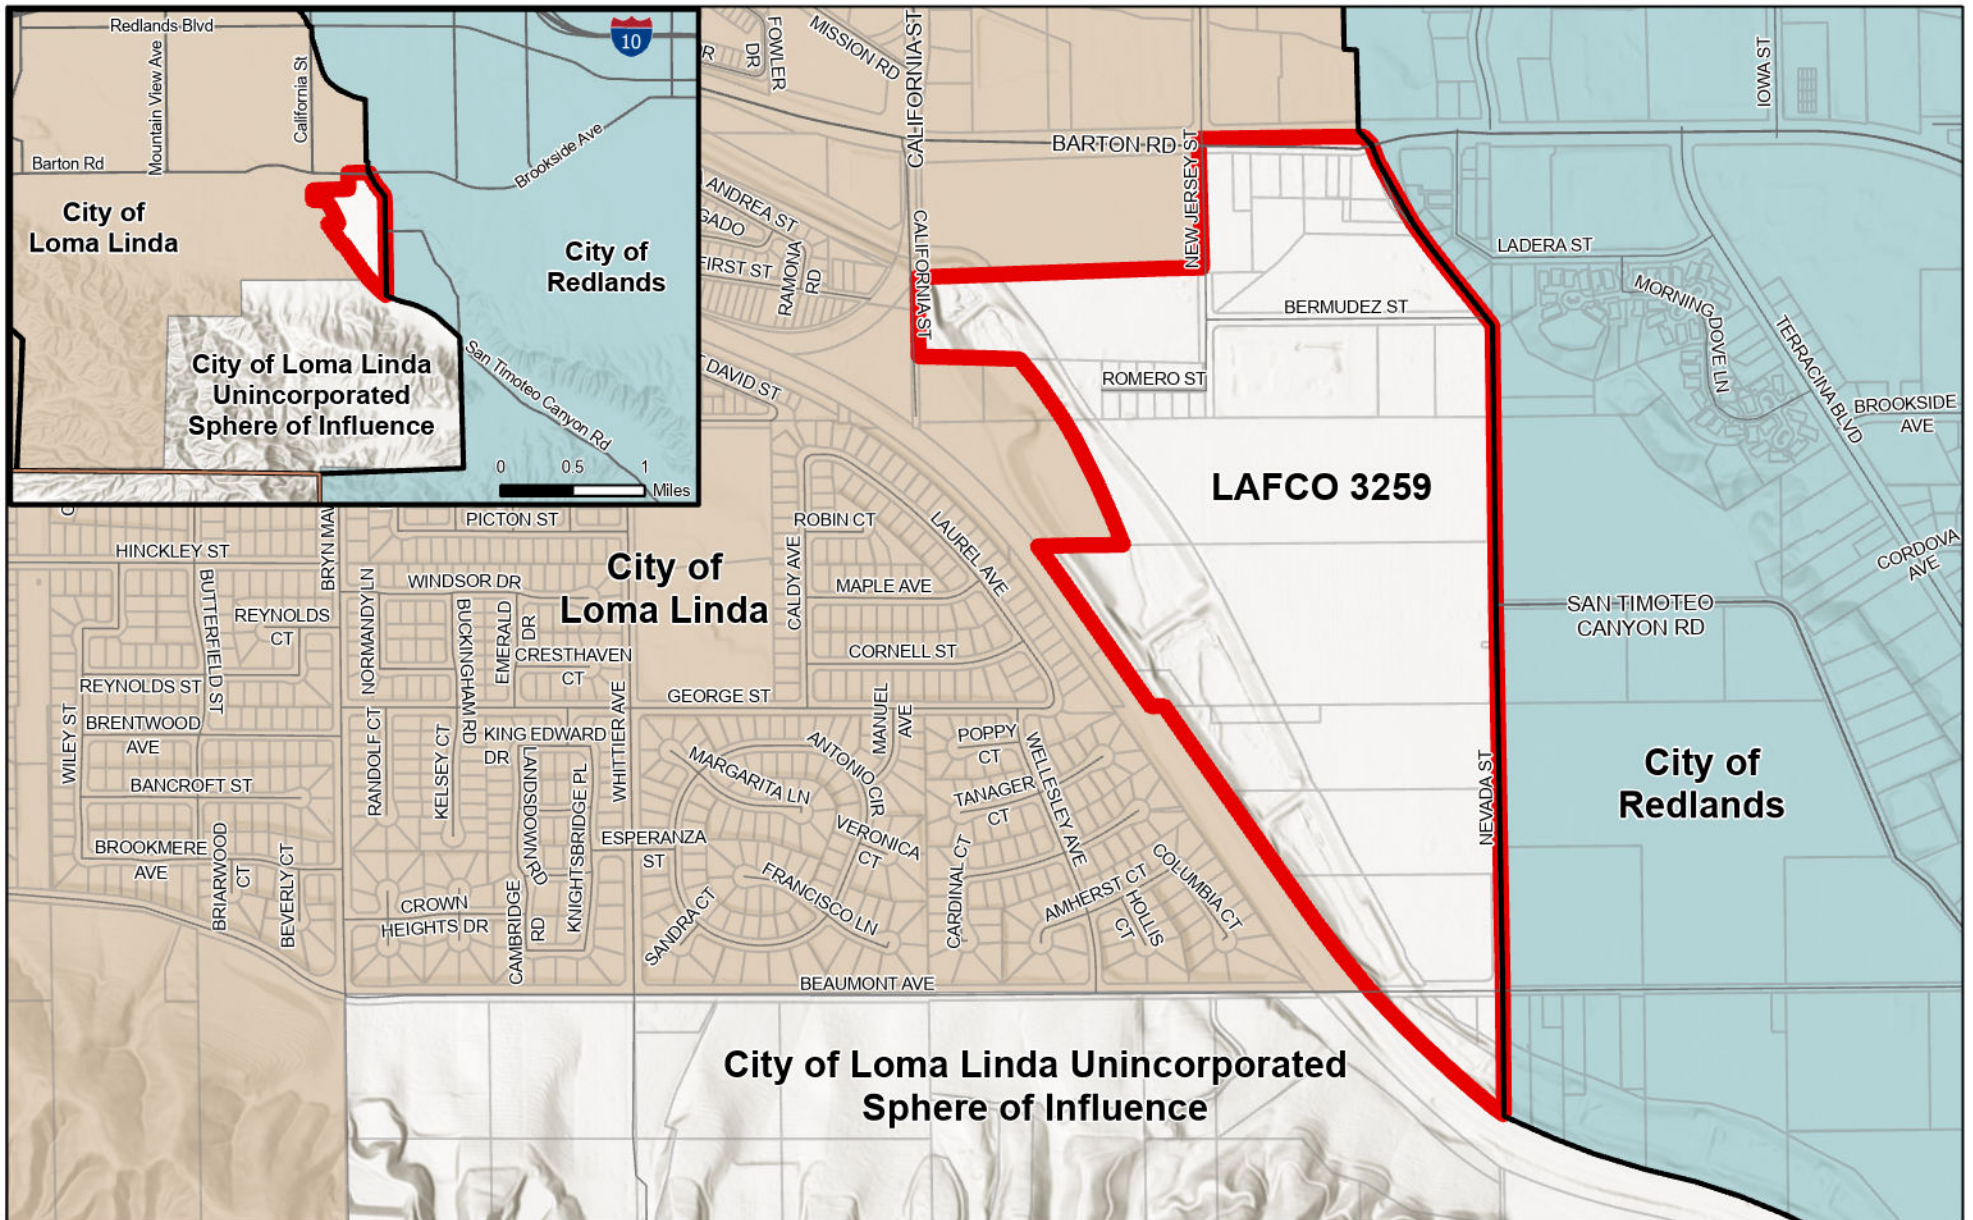 Redlands Blvd
Mountain View Ave
California St
10
Barton Rd
Brookside Ave
City of
Loma Linda
City of
Redlands
City of Loma Linda
Unincorporated
Sphere of Influence
San Timoteo Canyon Rd
0 0.5 1
Miles
FOWLER
DR
MISSION RD
CALIFORNIA ST
IOWA ST
BARTON RD
NEW JERSEY ST
ANDREA ST
FIRST ST
RAMONA
RD
CALIFORNIA ST
LADERA ST
MORNING DOVE LN
TERRACINA BLVD
BERMUDEZ ST
ROMERO ST
DAVID ST
BROOKSIDE
AVE
LAFCO 3259
PICTON ST
ROBIN CT
LAUREL AVE
HINCKLEY ST
City of
Loma Linda
CALDY AVE
CORDOVA
AVE
BUTTERFIELD ST
WINDSOR DR
MAPLE AVE
REYNOLDS
CT
NORMANDY LN
BUCKINGHAM RD
EMERALD
DR
SAN TIMOTEO
CANYON RD
CRESTHAVEN
CT
CORNELL ST
REYNOLDS ST
GEORGE ST
WHITTIER AVE
MANUEL
AVE
WILEY ST
BRENTWOOD
AVE
RANDOLF CT
KELSEY CT
KING EDWARD
DR
LANDSDOWN RD
KNIGHTSBRIDGE PL
MARGARITA LN
ANTONIO CIR
POPPY
CT
WELLESLEY AVE
City of
Redlands
NEVADA ST
BANCROFT ST
TANAGER
CT
BROOKMERE
AVE
BRIARWOOD
CT
BEVERLY CT
ESPERANZA
ST
VERONICA
CT
CARDINAL CT
COLUMBIA CT
CROWN
HEIGHTS DR
CAMBRIDGE
RD
SANDRA CT
FRANCISCO LN
AMHERST CT
HOLLIS
CT
BEAUMONT AVE
City of Loma Linda Unincorporated
Sphere of Influence